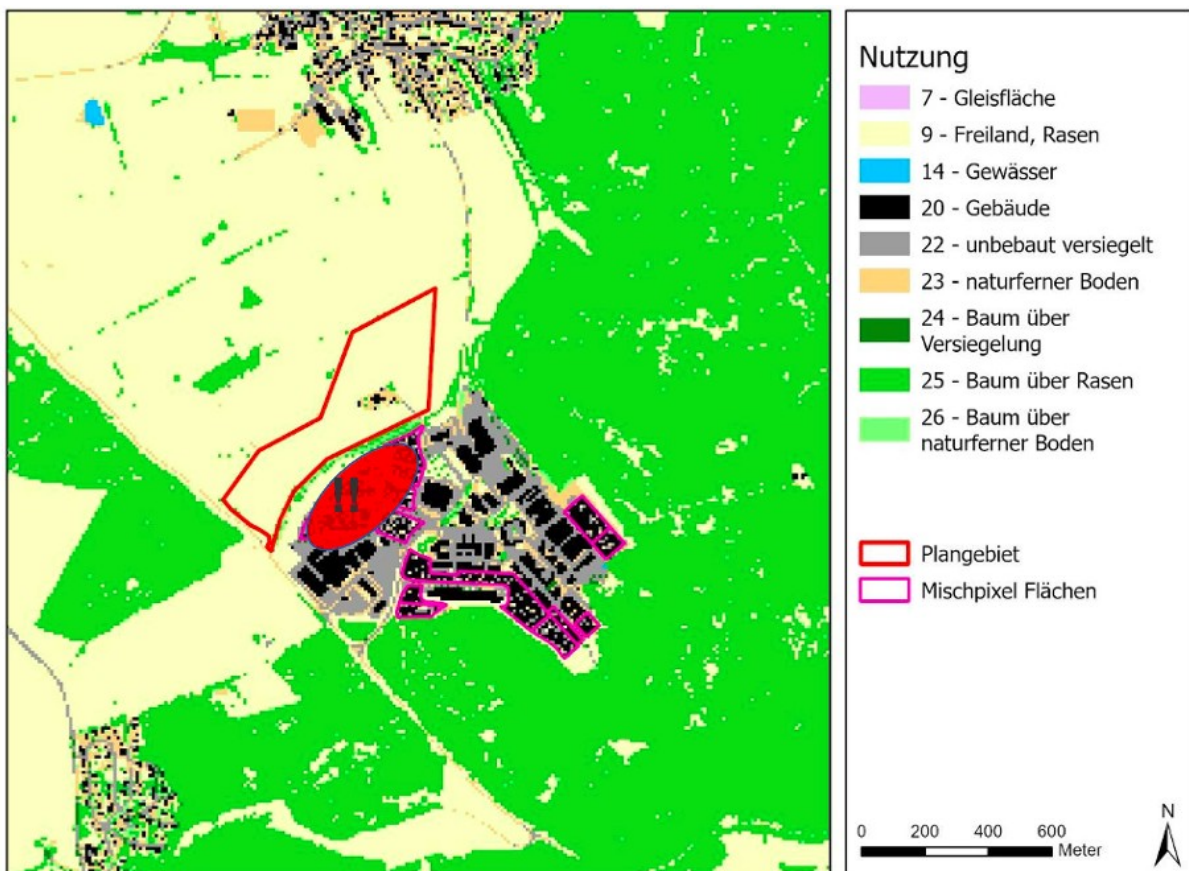 !!
Nutzung
7 - Gleisfläche
9 - Freiland, Rasen
14 - Gewässer
20 - Gebäude
22 - unbebaut versiegelt
23 - naturferner Boden
24 - Baum über
Versiegelung
25 - Baum über Rasen
26 - Baum über
naturferner Boden
Plangebiet
Mischpixel Flächen
0 200 400 600
Meter
N